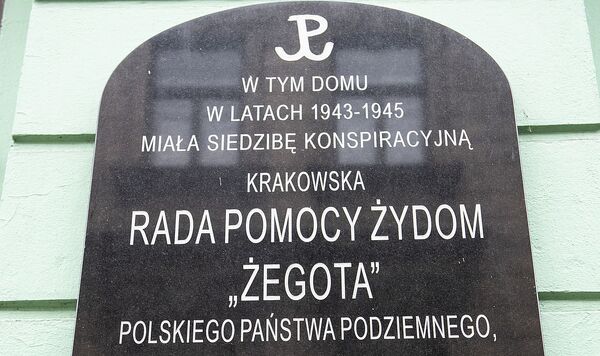 W TYM DOMU
W LATACH 1943-1945
MIAŁA SIEDZIBĘ KONSPIRACYJNĄ
KRAKOWSKA
RADA POMOCY ŻYDOM
„ŻEGOTA”
POLSKIEGO PAŃSTWA PODZIEMNEGO,